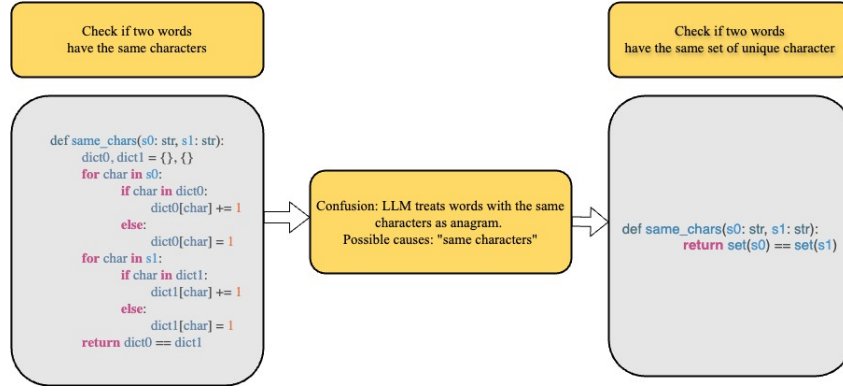 Check if two words
have the same characters
def same_chars(s0: str, s1: str):
dict0, dict1 = {}, {}
for char in s0:
if char in dict0:
dict0[char] += 1
else:
dict0[char] = 1
for char in s1:
if char in dict1:
dict1[char] += 1
else:
dict1[char] = 1
return dict0 == dict1
Confusion: LLM treats words with the same
characters as anagram.
Possible causes: "same characters"
Check if two words
have the same set of unique character
def same_chars(s0: str, s1: str):
return set(s0) == set(s1)